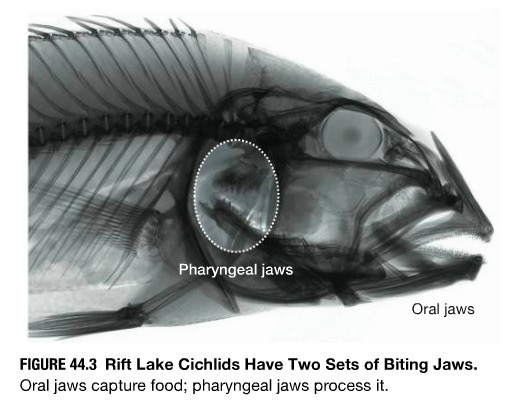 Pharyngeal jaws
Oral jaws
FIGURE 44.3 Rift Lake Cichlids Have Two Sets of Biting Jaws.
Oral jaws capture food; pharyngeal jaws process it.